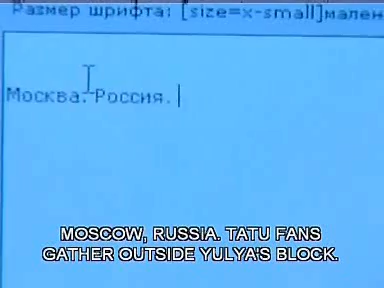 Размер шрифта: [size=x-small]мален
Москва. Россия.
MOSCOW, RUSSIA. TATU FANS
GATHER OUTSIDE YULYA'S BLOCK.